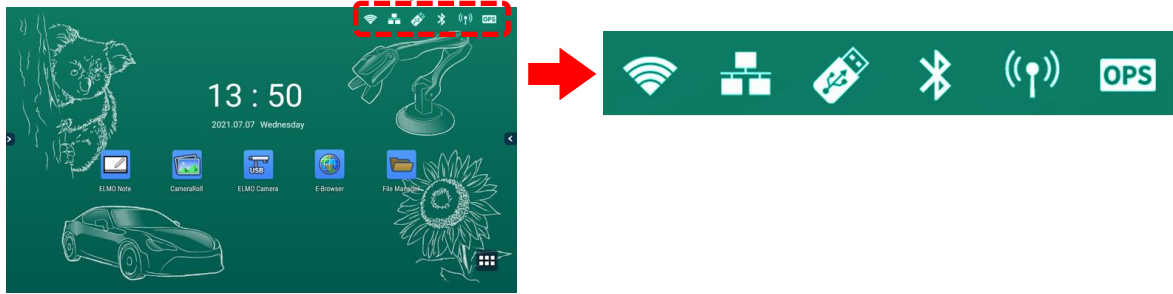 OPS
13 : 50
2021.07.07 Wednesday
USB
ELMO Note CameraRoll ELMO Camera E-Browser File Manager
OPS